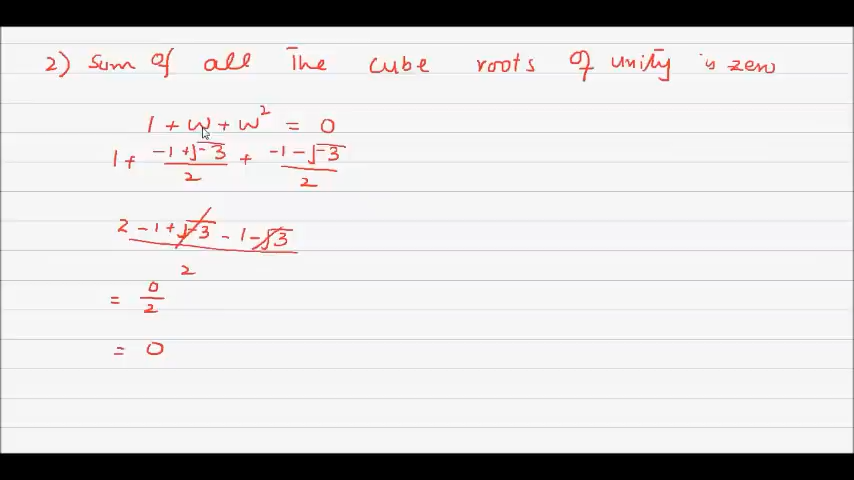 2) Sum of all The cube roots of unity is zero
1 + ω + ω² = 0
1 + (-1 + √-3)/2 + (-1 - √-3)/2
(2 - 1 + √-3 - 1 - √3)/2
= 0/2
= 0